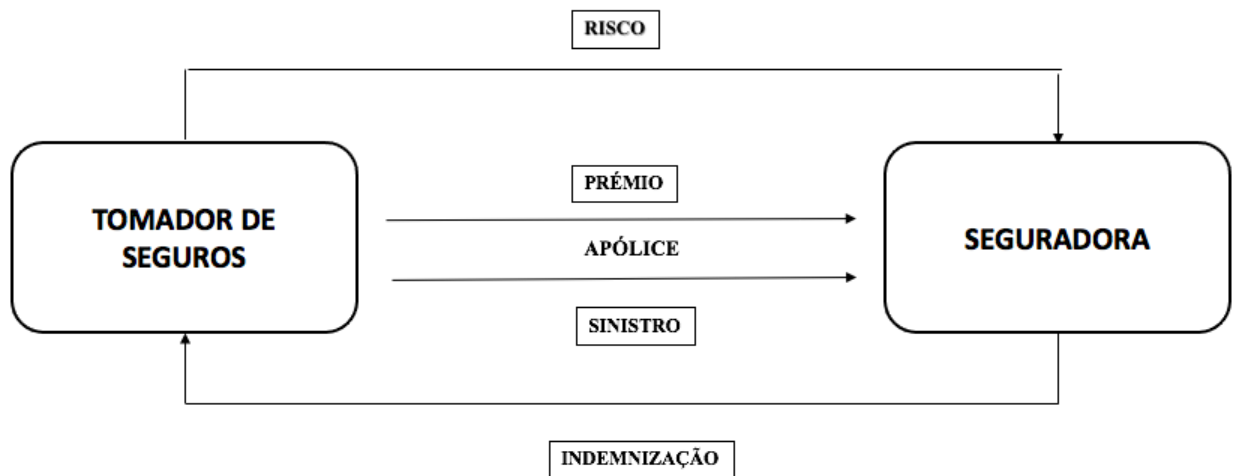 RISCO
PRÉMIO
TOMADOR DE
SEGUROS
APÓLICE
SEGURADORA
SINISTRO
INDEMNIZAÇÃO